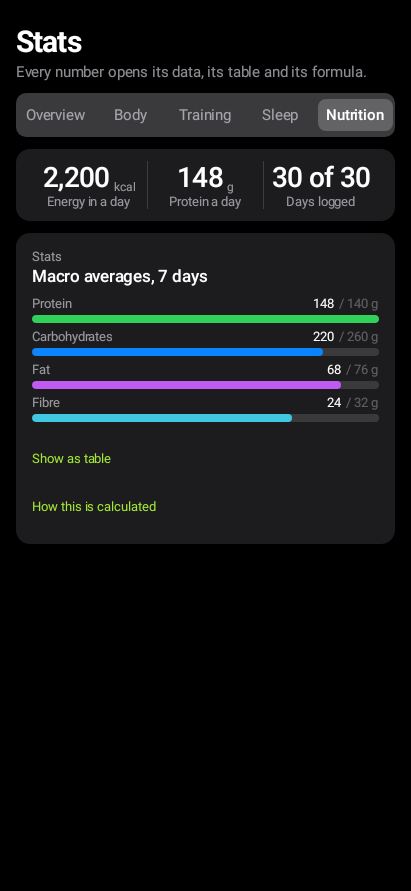 Stats
Every number opens its data, its table and its formula.
Overview Body Training Sleep Nutrition
2,200 kcal 148 g 30 of 30
Energy in a day Protein a day Days logged
Stats
Macro averages, 7 days
Protein 148 / 140 g
Carbohydrates 220 / 260 g
Fat 68 / 76 g
Fibre 24 / 32 g
Show as table
How this is calculated